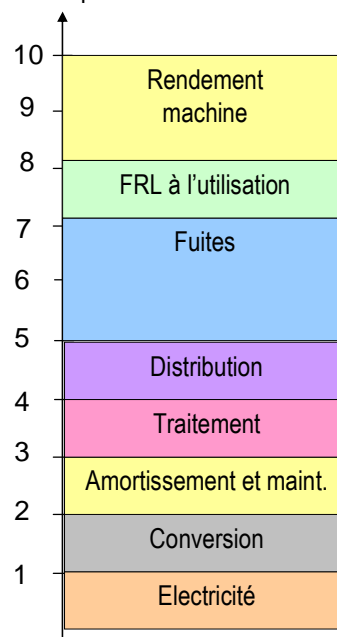 10
Rendement
machine
9
8
FRL à l'utilisation
7
Fuites
6
5
Distribution
4
Traitement
3
Amortissement et maint.
2
Conversion
1
Electricité